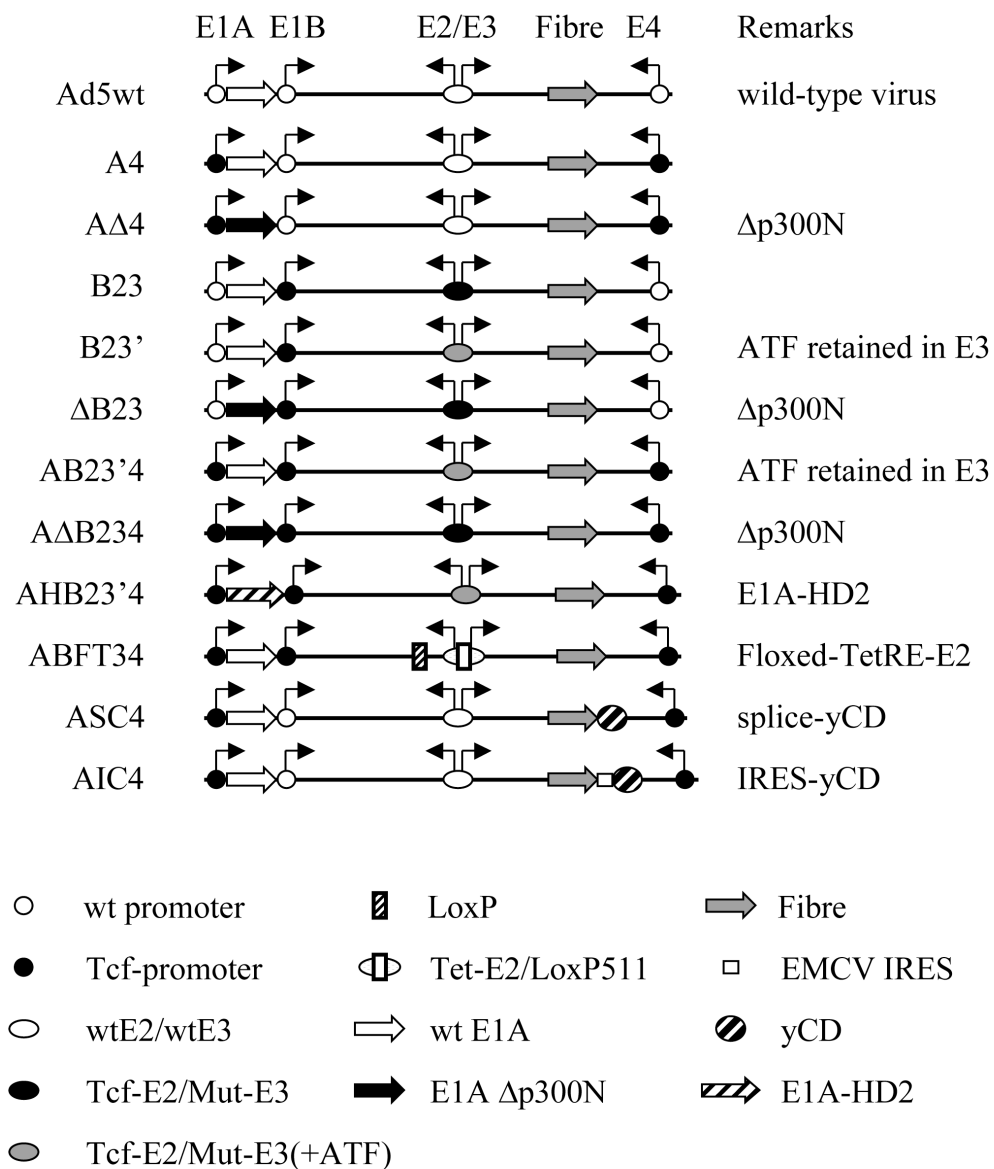 E1A E1B E2/E3 Fibre E4 Remarks
Ad5wt wild-type virus
A4
AΔ4 Δp300N
B23
B23' ATF retained in E3
ΔB23 Δp300N
AB23'4 ATF retained in E3
AΔB234 Δp300N
AHB23'4 E1A-HD2
ABFT34 Floxed-TetRE-E2
ASC4 splice-yCD
AIC4 IRES-yCD
wt promoter LoxP Fibre
Tcf-promoter Tet-E2/LoxP511 EMCV IRES
wtE2/wtE3 wt E1A yCD
Tcf-E2/Mut-E3 E1A Δp300N E1A-HD2
Tcf-E2/Mut-E3(+ATF)